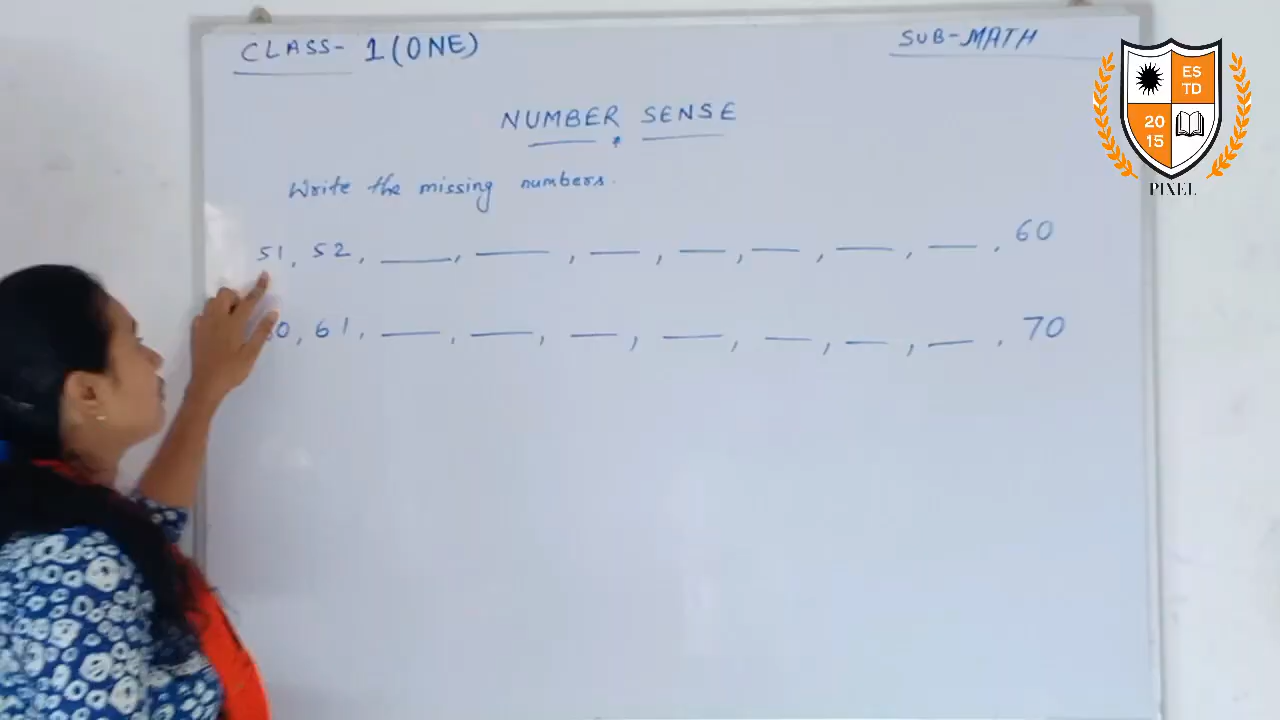 CLASS- 1 (ONE)
SUB-MATH
ES
TD
20
15
PIXEL
NUMBER SENSE
Write the missing numbers.
51, 52, ___, ___, ___, ___, ___, ___, ___, 60
0, 61, ___, ___, ___, ___, ___, ___, ___, 70